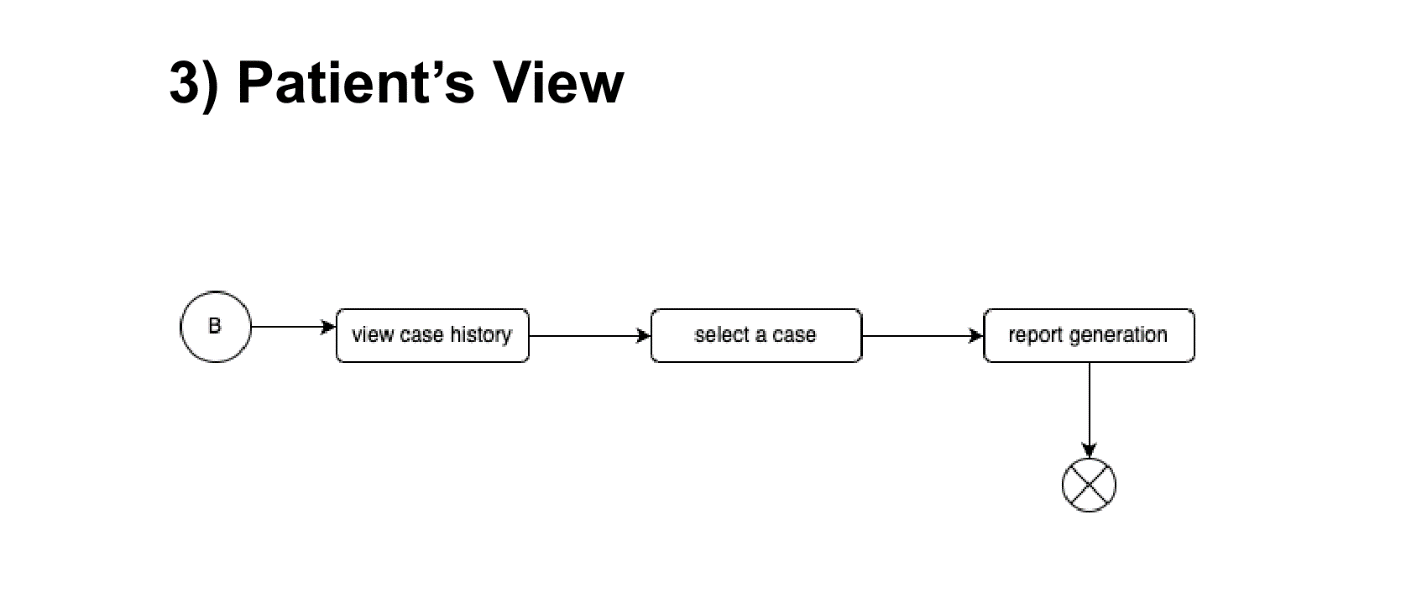 3) Patient’s View
B
view case history
select a case
report generation